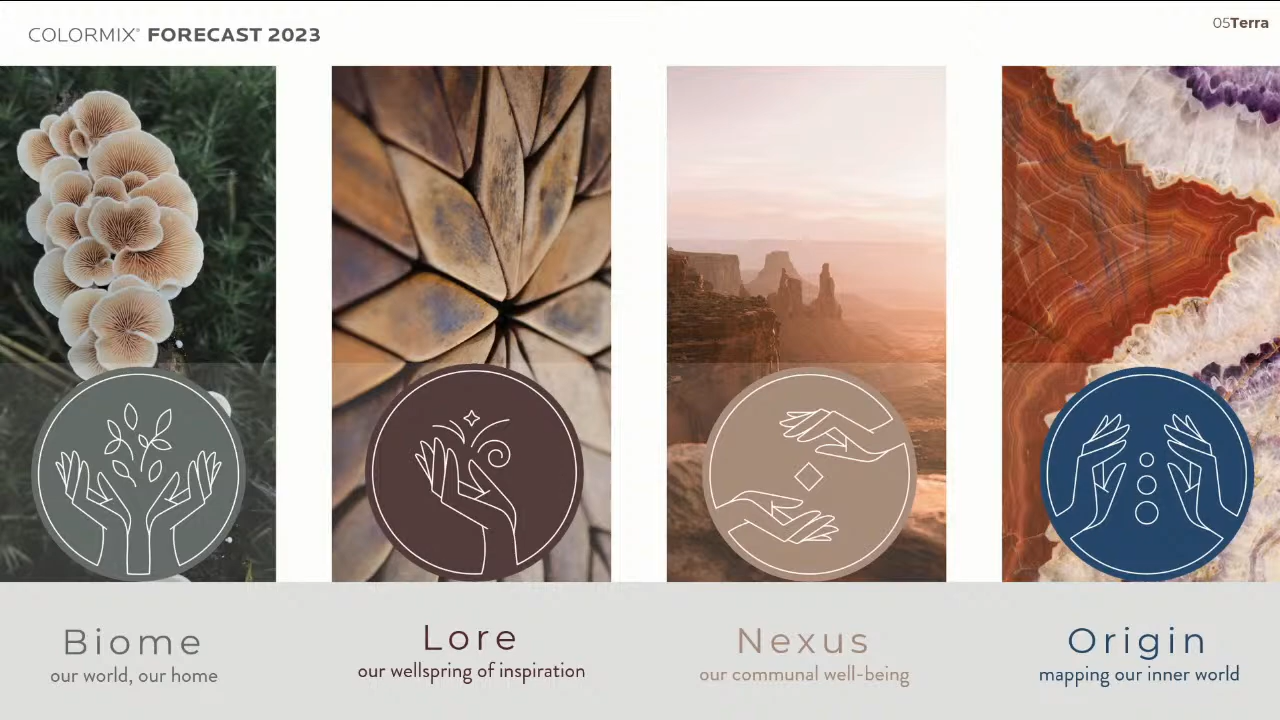 COLORMIX® FORECAST 2023
05Terra
Biome
our world, our home
Lore
our wellspring of inspiration
Nexus
our communal well-being
Origin
mapping our inner world